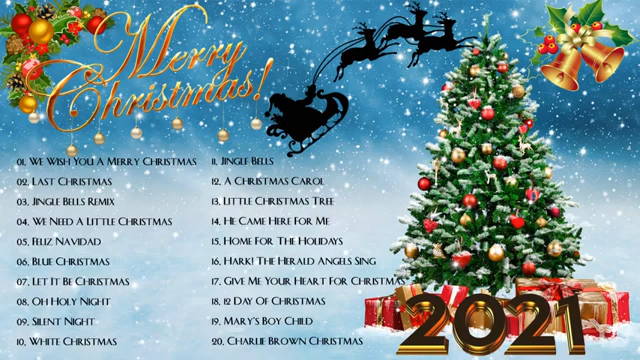 Merry
Christmas!
01. We Wish You A Merry Christmas
02. Last Christmas
03. Jingle Bells Remix
04. We Need A Little Christmas
05. Feliz Navidad
06. Blue Christmas
07. Let It Be Christmas
08. Oh Holy Night
09. Silent Night
10. White Christmas
11. Jingle Bells
12. A Christmas Carol
13. Little Christmas Tree
14. He Came Here For Me
15. Home For The Holidays
16. Hark! The Herald Angels Sing
17. Give Me Your Heart For Christmas
18. 12 Day Of Christmas
19. Mary's Boy Child
20. Charlie Brown Christmas
2021